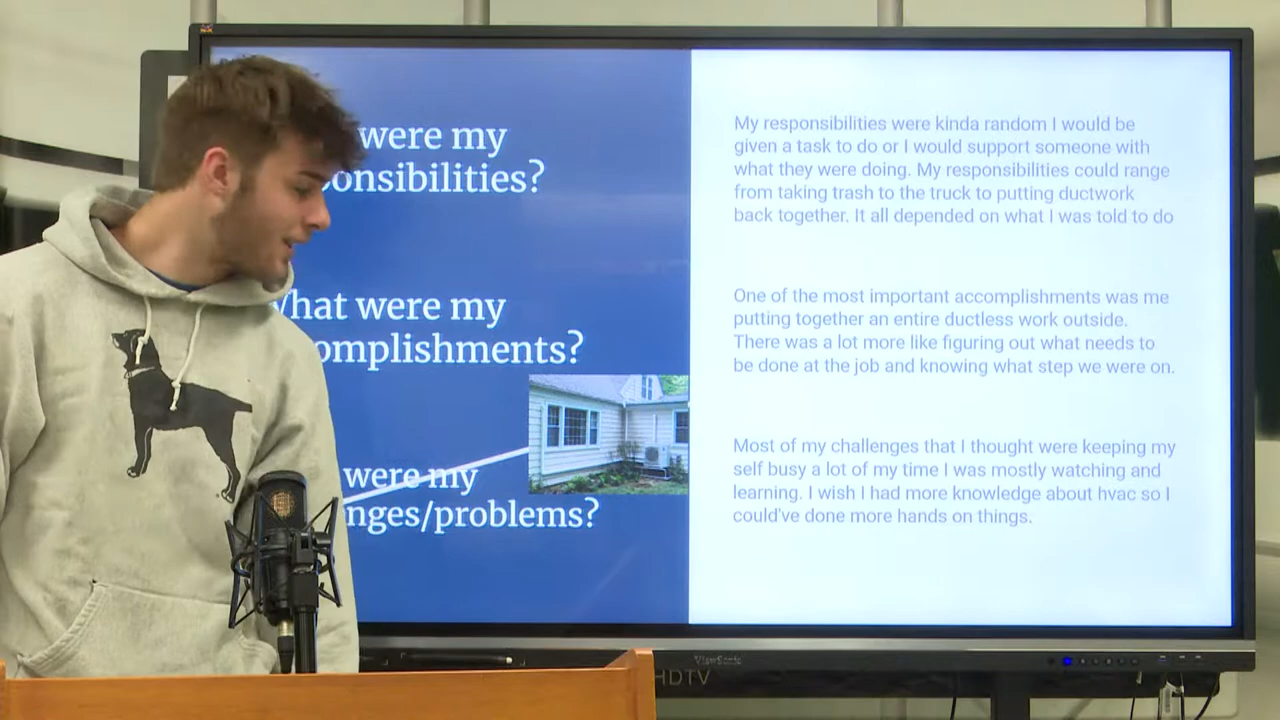 were my
onsibilities?
What were my
omplishments?
were my
nges/problems?
My responsibilities were kinda random I would be
given a task to do or I would support someone with
what they were doing. My responsibilities could range
from taking trash to the truck to putting ductwork
back together. It all depended on what I was told to do
One of the most important accomplishments was me
putting together an entire ductless work outside.
There was a lot more like figuring out what needs to
be done at the job and knowing what step we were on.
Most of my challenges that I thought were keeping my
self busy a lot of my time I was mostly watching and
learning. I wish I had more knowledge about hvac so I
could've done more hands on things.
ViewSonic
HDTV